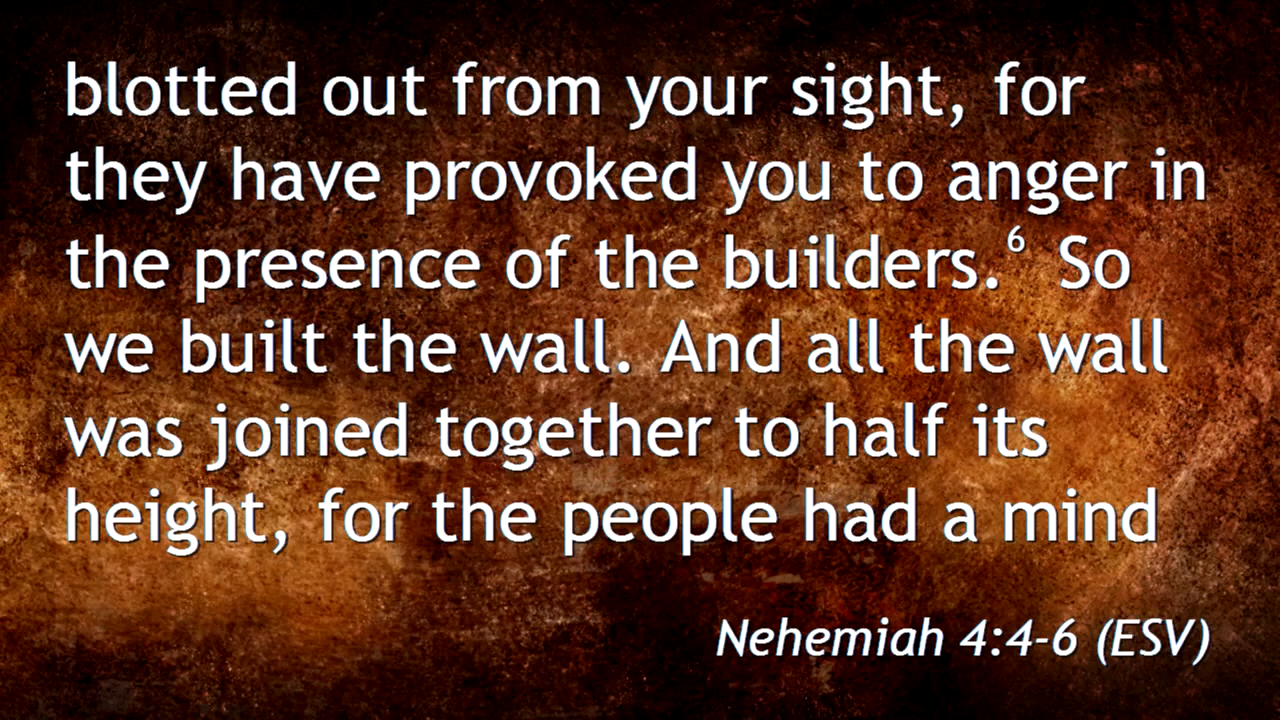 blotted out from your sight, for
they have provoked you to anger in
the presence of the builders.⁶ So
we built the wall. And all the wall
was joined together to half its
height, for the people had a mind
Nehemiah 4:4-6 (ESV)